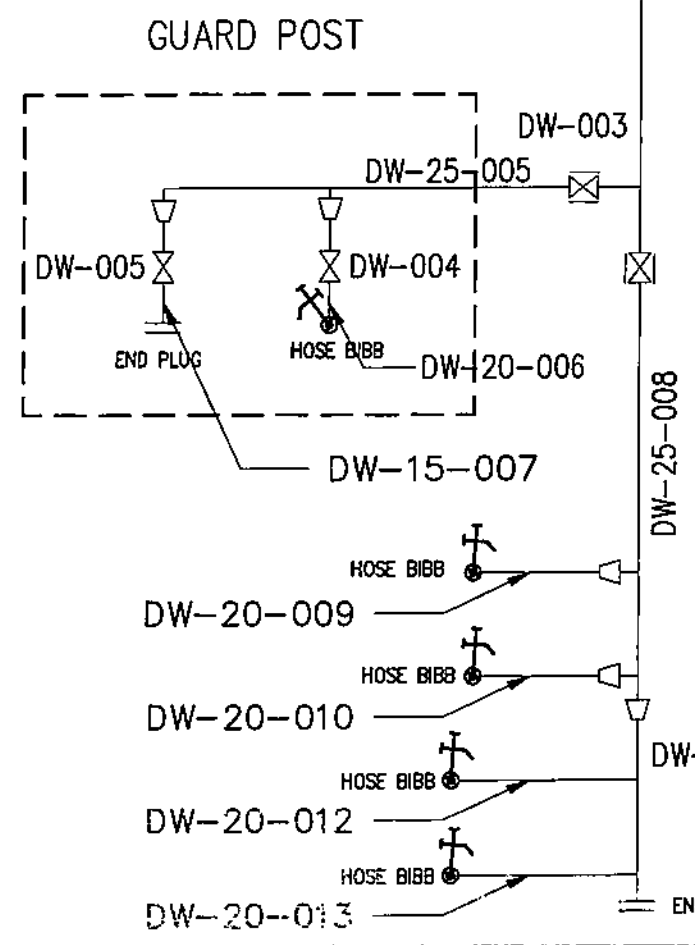 GUARD POST
DW-003
DW-25-005
DW-005
DW-004
END PLUG
HOSE BIBB
DW-20-006
DW-25-008
DW-15-007
HOSE BIBB
DW-20-009
HOSE BIBB
DW-20-010
DW-
HOSE BIBB
DW-20-012
HOSE BIBB
EN
DW-20-013